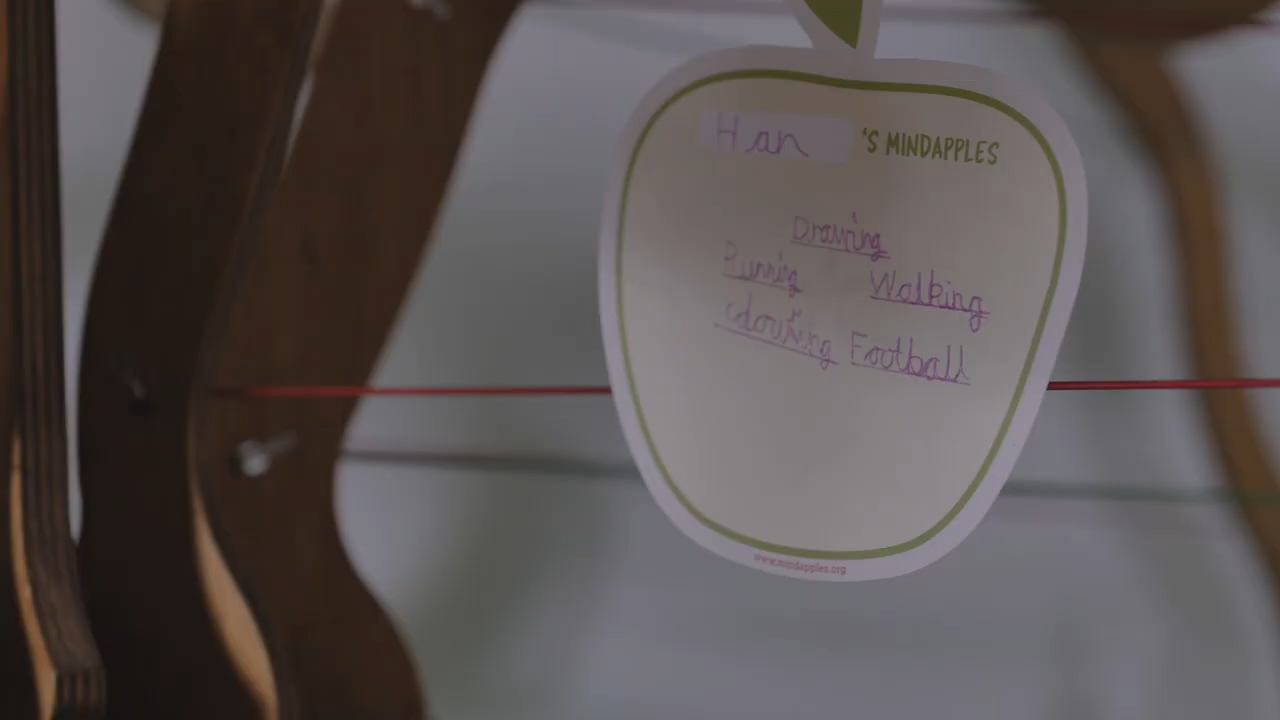 Han 'S MINDAPPLES
Drawing
Running Walking
colouring Football
www.mindapples.org